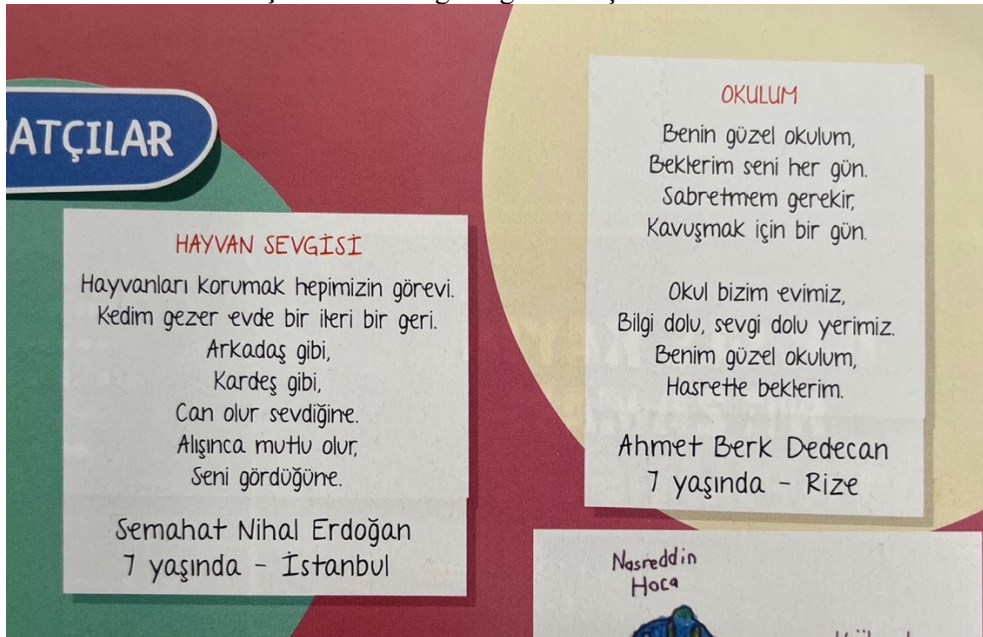 ATÇILAR
HAYVAN SEVGİSİ
Hayvanları korumak hepimizin görevi.
Kedim gezer evde bir ileri bir geri.
Arkadaş gibi,
Kardeş gibi,
Can olur sevdiğine.
Alışınca mutlu olur,
Seni gördüğüne.
Semahat Nihal Erdoğan
7 yaşında - İstanbul
OKULUM
Benin güzel okulum,
Beklerim seni her gün.
Sabretmem gerekir,
Kavuşmak için bir gün.
Okul bizim evimiz,
Bilgi dolu, sevgi dolu yerimiz.
Benim güzel okulum,
Hasretle beklerim.
Ahmet Berk Dedecan
7 yaşında - Rize
Nasreddin
Hoca